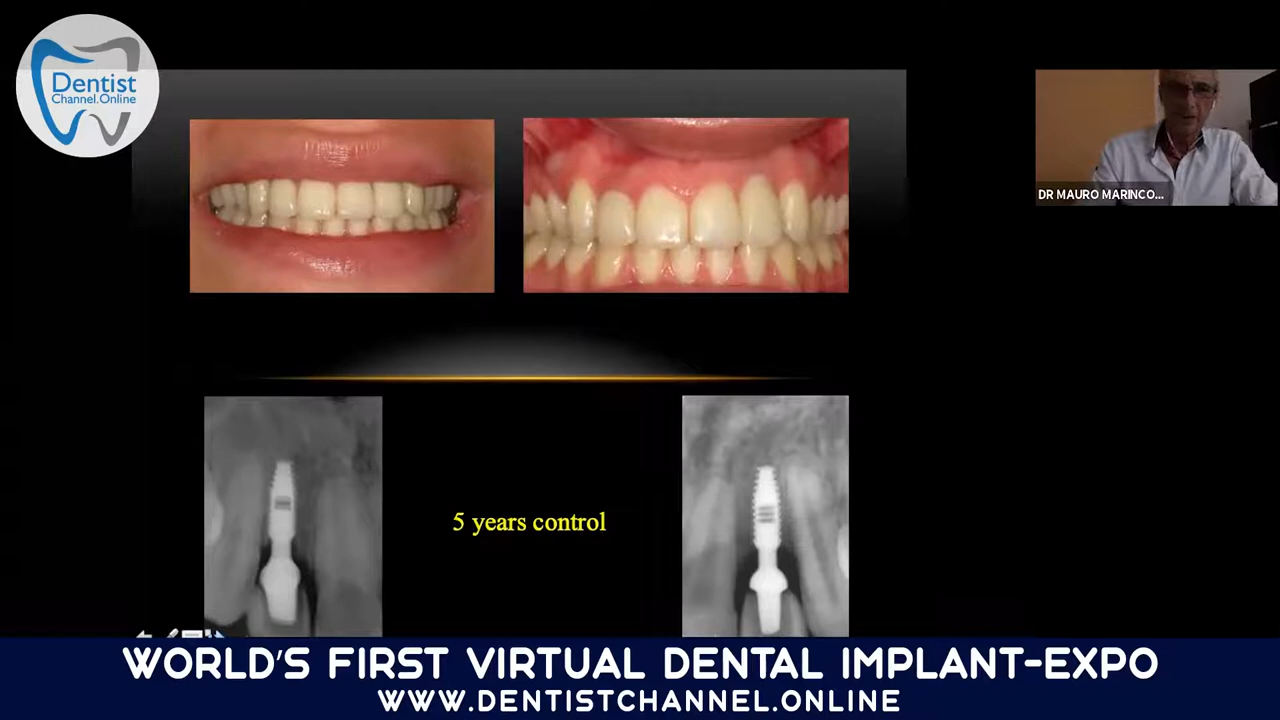 Dentist
Channel.Online
DR MAURO MARINCO...
5 years control
WORLD'S FIRST VIRTUAL DENTAL IMPLANT-EXPO
WWW.DENTISTCHANNEL.ONLINE